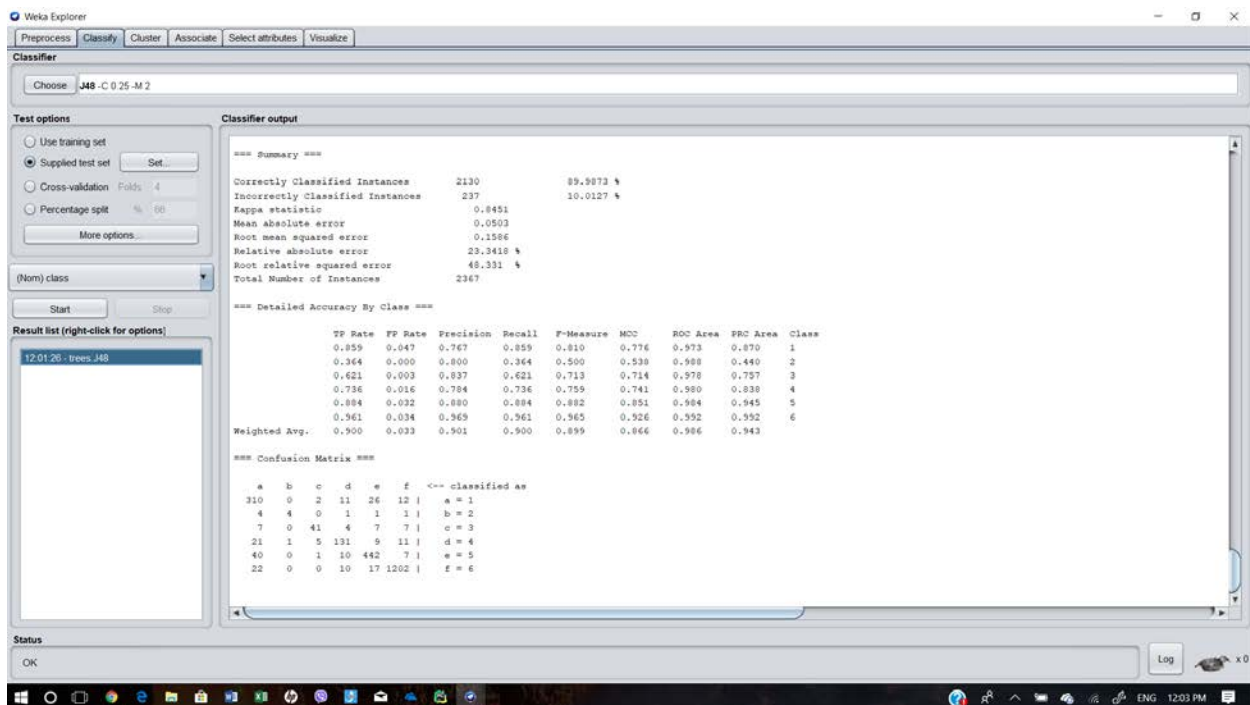 Weka Explorer
Preprocess Classify Cluster Associate Select attributes Visualize
Classifier
Choose J48 -C 0.25 -M 2
Test options
Use training set
Supplied test set Set...
Cross-validation Folds 4
Percentage split % 66
More options...
(Nom) class
Start Stop
Result list (right-click for options)
12:01:26 - trees.J48
Classifier output
=== Summary ===
Correctly Classified Instances 2130 89.9873 %
Incorrectly Classified Instances 237 10.0127 %
Kappa statistic 0.8451
Mean absolute error 0.0503
Root mean squared error 0.1586
Relative absolute error 23.3418 %
Root relative squared error 48.331 %
Total Number of Instances 2367
=== Detailed Accuracy By Class ===
TP Rate FP Rate Precision Recall F-Measure MCC ROC Area PRC Area Class
0.859 0.047 0.767 0.859 0.810 0.776 0.973 0.870 1
0.364 0.000 0.800 0.364 0.500 0.538 0.988 0.440 2
0.621 0.003 0.837 0.621 0.713 0.714 0.978 0.757 3
0.736 0.016 0.784 0.736 0.759 0.741 0.980 0.838 4
0.884 0.032 0.880 0.884 0.882 0.851 0.984 0.945 5
0.961 0.034 0.969 0.961 0.965 0.926 0.992 0.992 6
Weighted Avg. 0.900 0.033 0.901 0.900 0.899 0.866 0.986 0.943
=== Confusion Matrix ===
a b c d e f <-- classified as
310 0 2 11 26 12 | a = 1
4 4 0 1 1 1 | b = 2
7 0 41 4 7 7 | c = 3
21 1 5 131 9 11 | d = 4
40 0 1 10 442 7 | e = 5
22 0 0 10 17 1202 | f = 6
Status
OK
Log x 0
ENG 12:03 PM